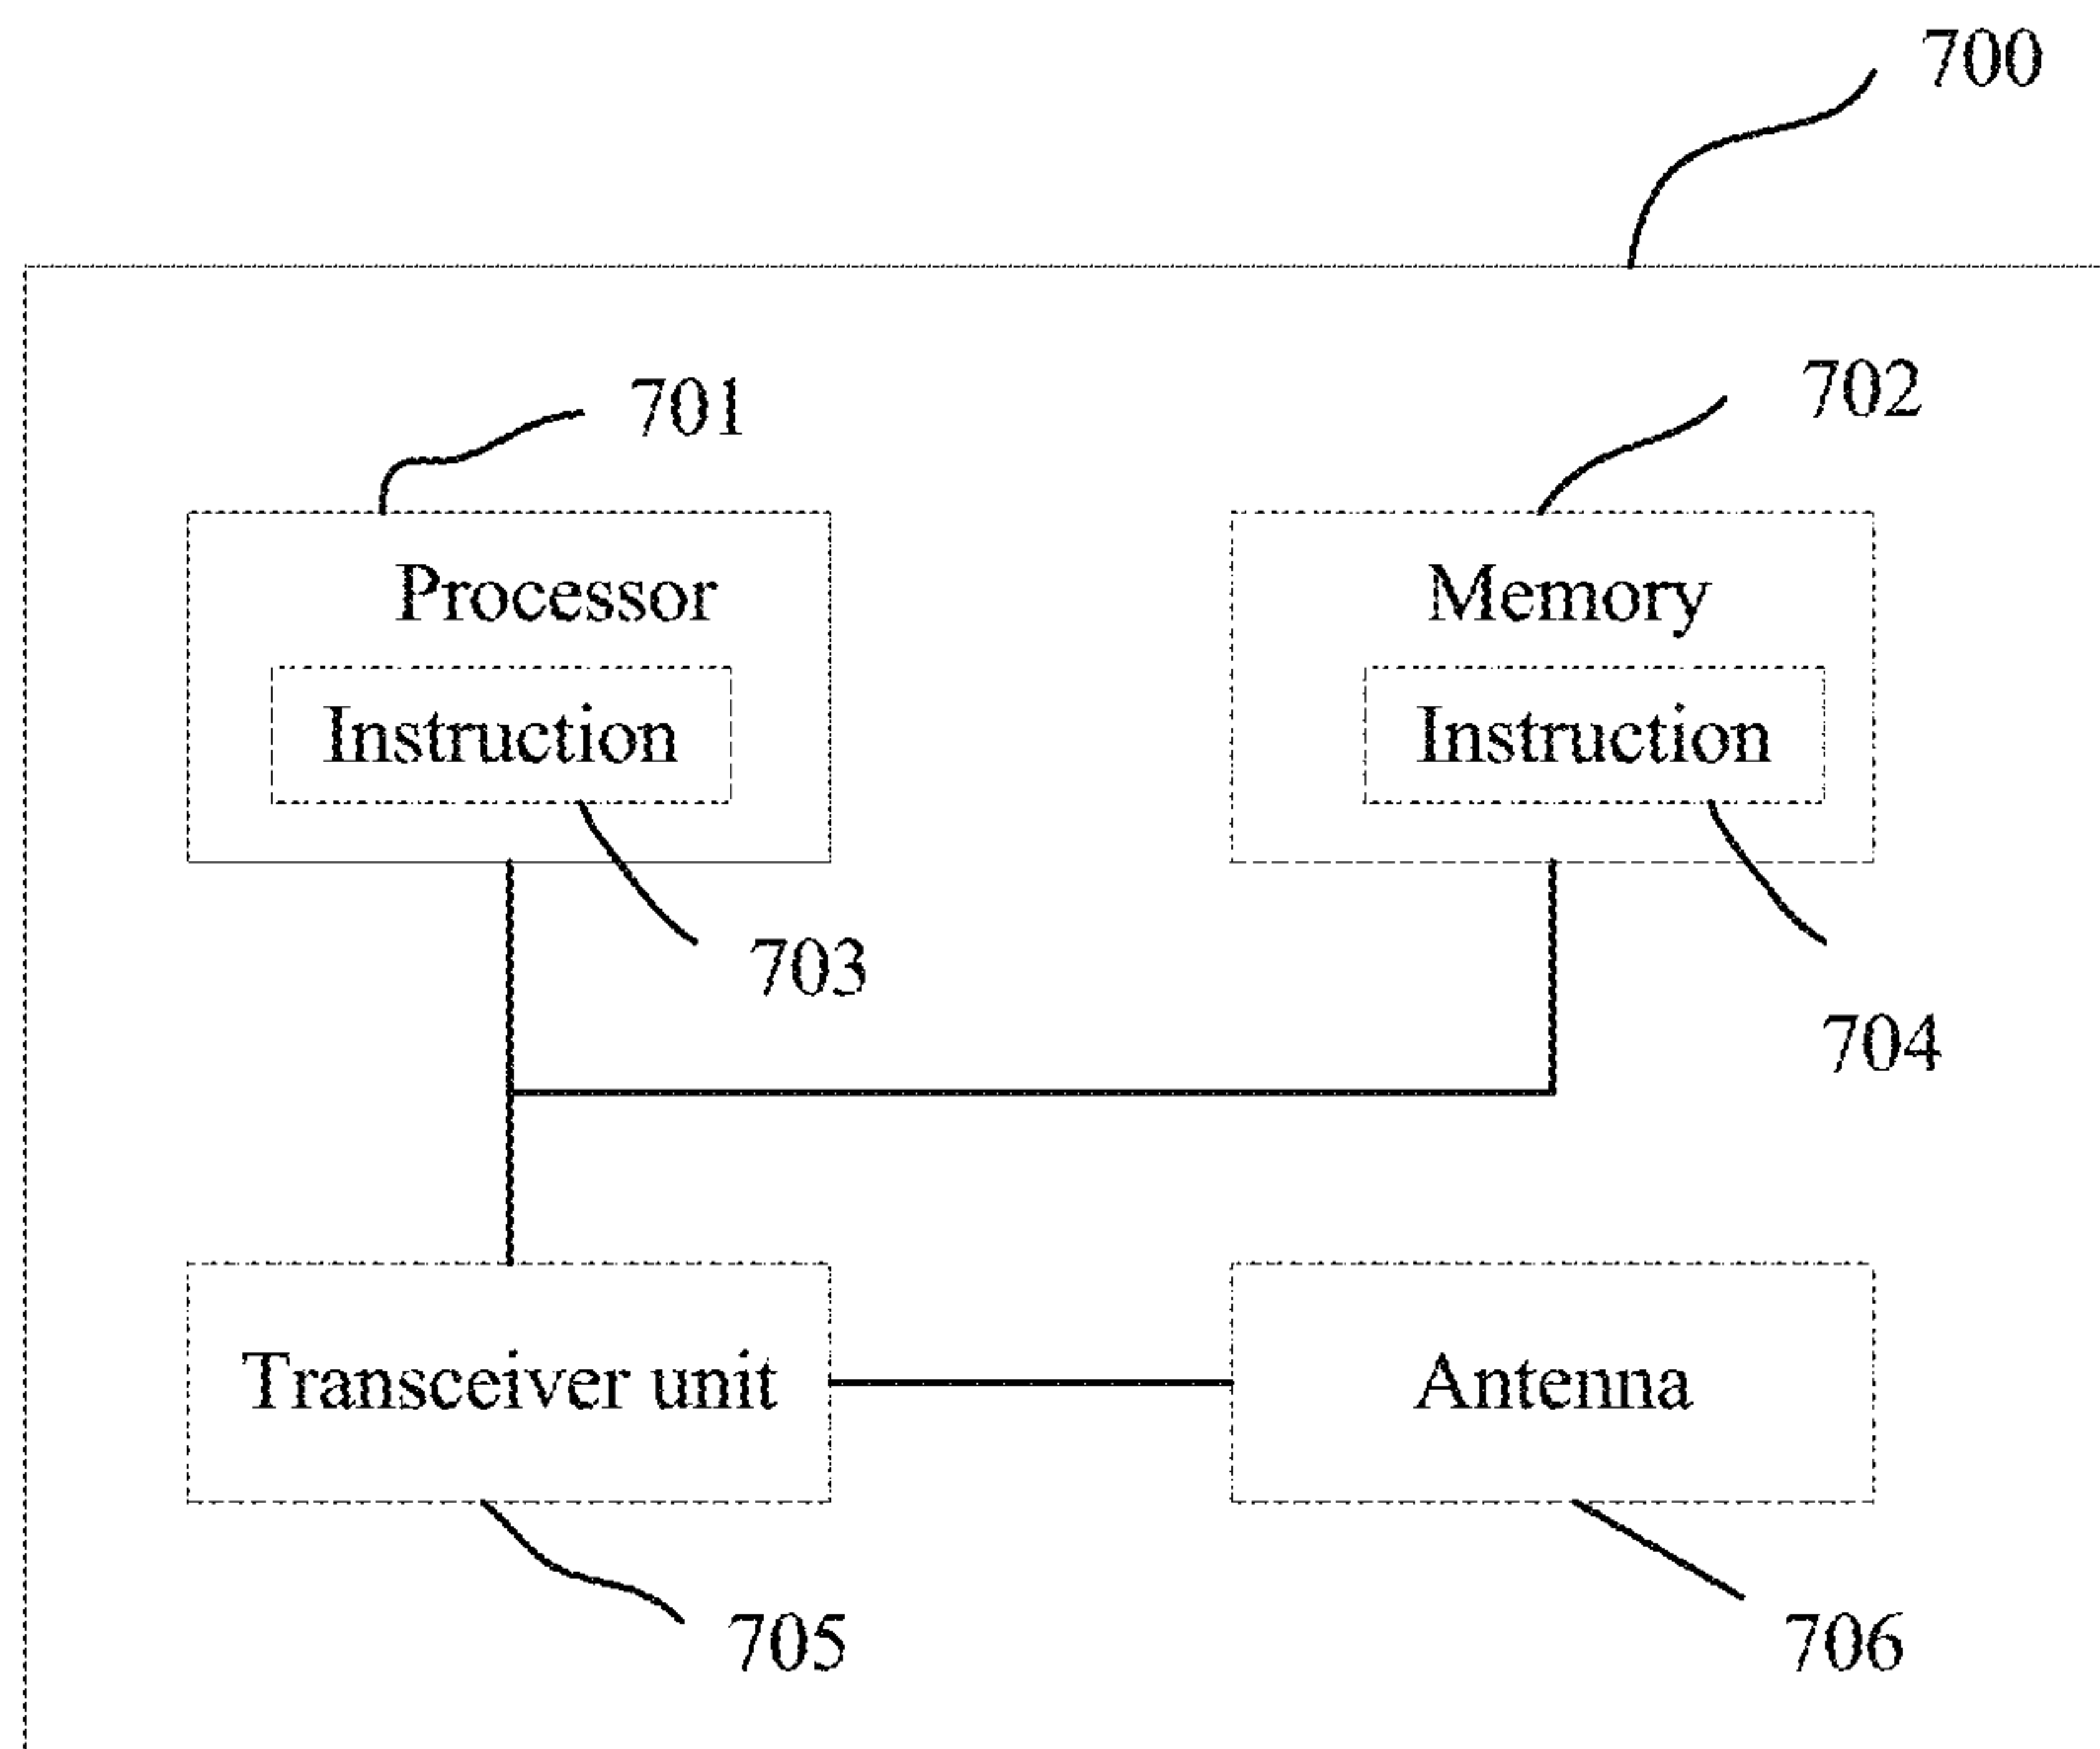 700
701
702
Processor
Memory
Instruction
Instruction
703
704
Transceiver unit
Antenna
705
706